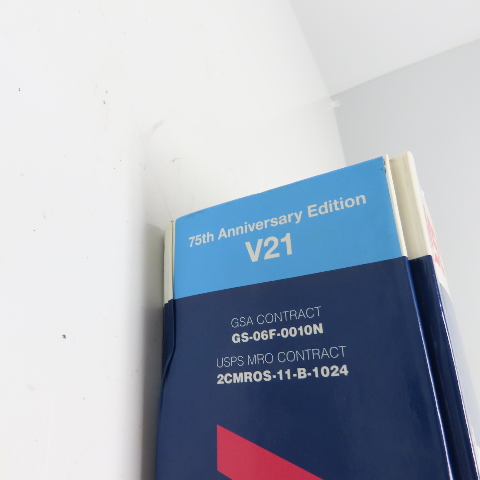 75th Anniversary Edition
V21
GSA CONTRACT
GS-06F-0010N
USPS MRO CONTRACT
2CMROS-11-B-1024